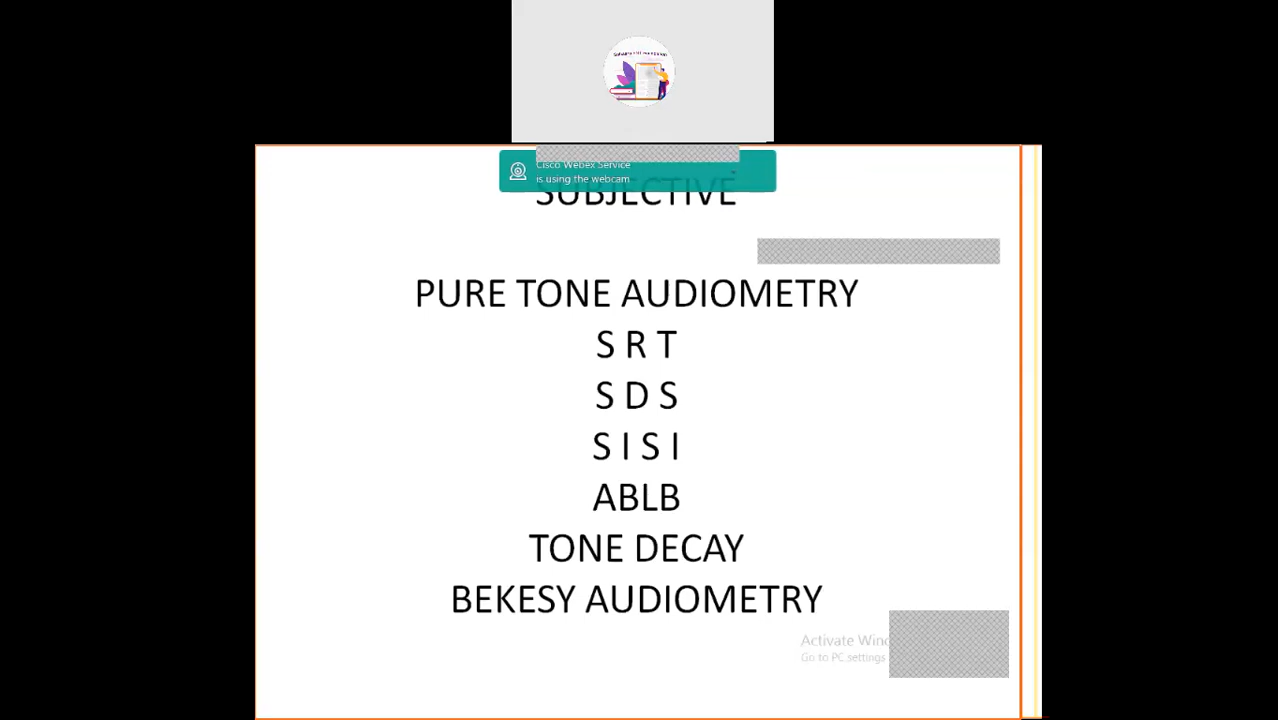 Cisco Webex Service
is using the webcam
SUBJECTIVE
PURE TONE AUDIOMETRY
S R T
S D S
S I S I
ABLB
TONE DECAY
BEKESY AUDIOMETRY
Activate
Go to PC settings